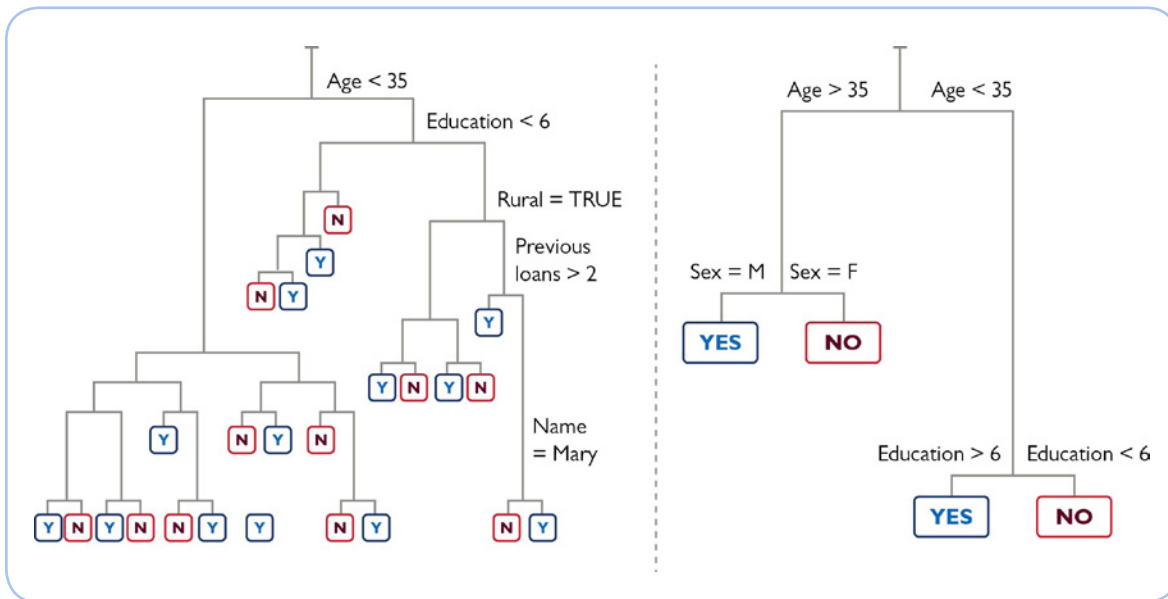 Age < 35
Education < 6
Rural = TRUE
Previous
loans > 2
Name
= Mary
N
Y
N Y
Y
Y N Y N
Y
N Y N
Y N Y N N Y Y N Y N Y
Age > 35 Age < 35
Sex = M Sex = F
YES NO
Education > 6 Education < 6
YES NO